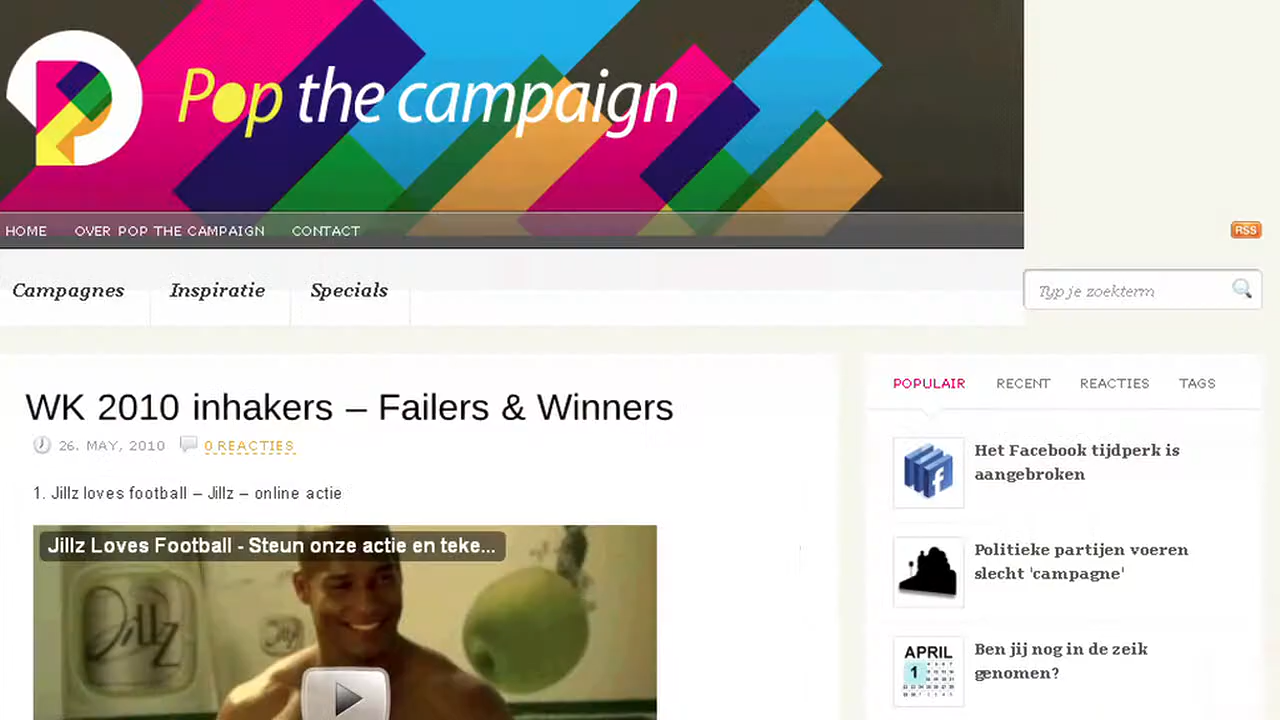 Pop the campaign
HOME OVER POP THE CAMPAIGN CONTACT
RSS
Campagnes Inspiratie Specials
Typ je zoekterm
WK 2010 inhakers – Failers & Winners
26. MAY, 2010 0 REACTIES
1. Jillz loves football – Jillz – online actie
Jillz Loves Football - Steun onze actie en teke...
Jillz
Jillz
POPULAIR RECENT REACTIES TAGS
Het Facebook tijdperk is
aangebroken
Politieke partijen voeren
slecht 'campagne'
APRIL
1
Ben jij nog in de zeik
genomen?